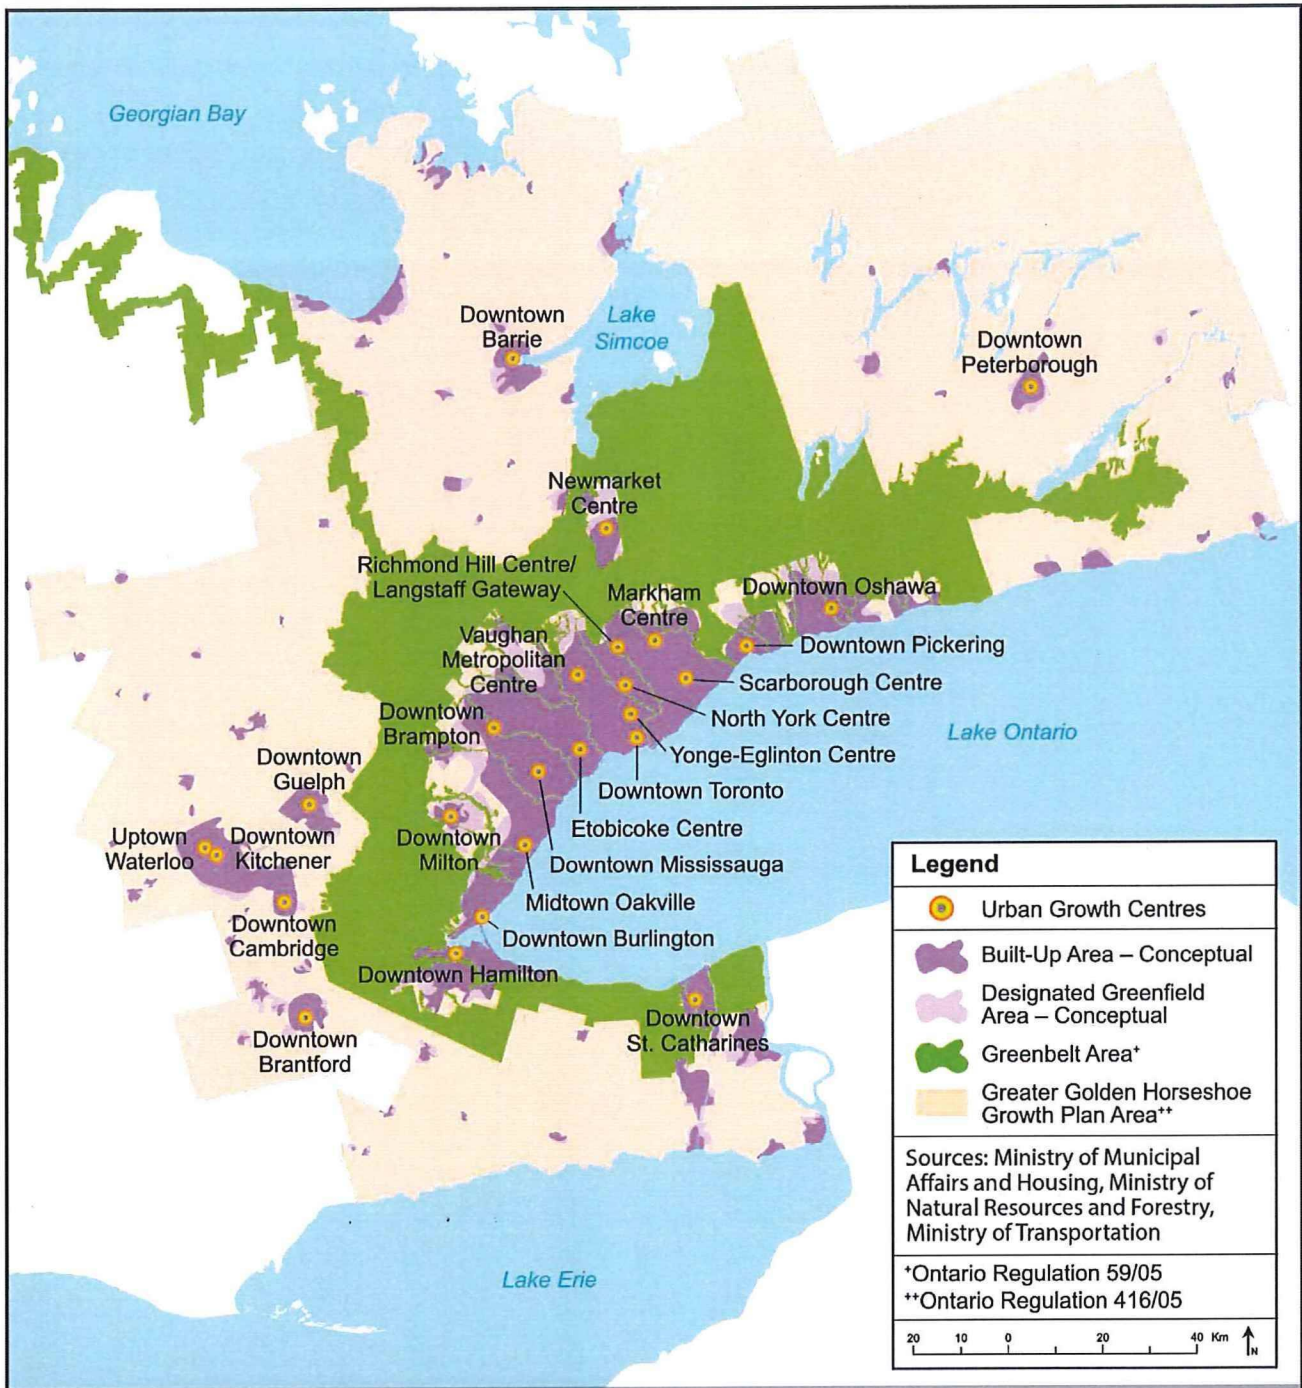 Georgian Bay
Downtown
Barrie
Lake
Simcoe
Downtown
Peterborough
Newmarket
Centre
Richmond Hill Centre/
Langstaff Gateway
Markham
Centre
Downtown Oshawa
Vaughan
Metropolitan
Centre
Downtown Pickering
Scarborough Centre
Downtown
Brampton
North York Centre
Lake Ontario
Yonge-Eglinton Centre
Downtown
Guelph
Downtown Toronto
Etobicoke Centre
Uptown
Waterloo
Downtown
Kitchener
Downtown
Milton
Downtown Mississauga
Midtown Oakville
Downtown
Cambridge
Downtown Burlington
Downtown Hamilton
Downtown
St. Catharines
Downtown
Brantford
Lake Erie
Legend
Urban Growth Centres
Built-Up Area – Conceptual
Designated Greenfield
Area – Conceptual
Greenbelt Area⁺
Greater Golden Horseshoe
Growth Plan Area⁺⁺
Sources: Ministry of Municipal
Affairs and Housing, Ministry of
Natural Resources and Forestry,
Ministry of Transportation
⁺Ontario Regulation 59/05
⁺⁺Ontario Regulation 416/05
20 10 0 20 40 Km
N